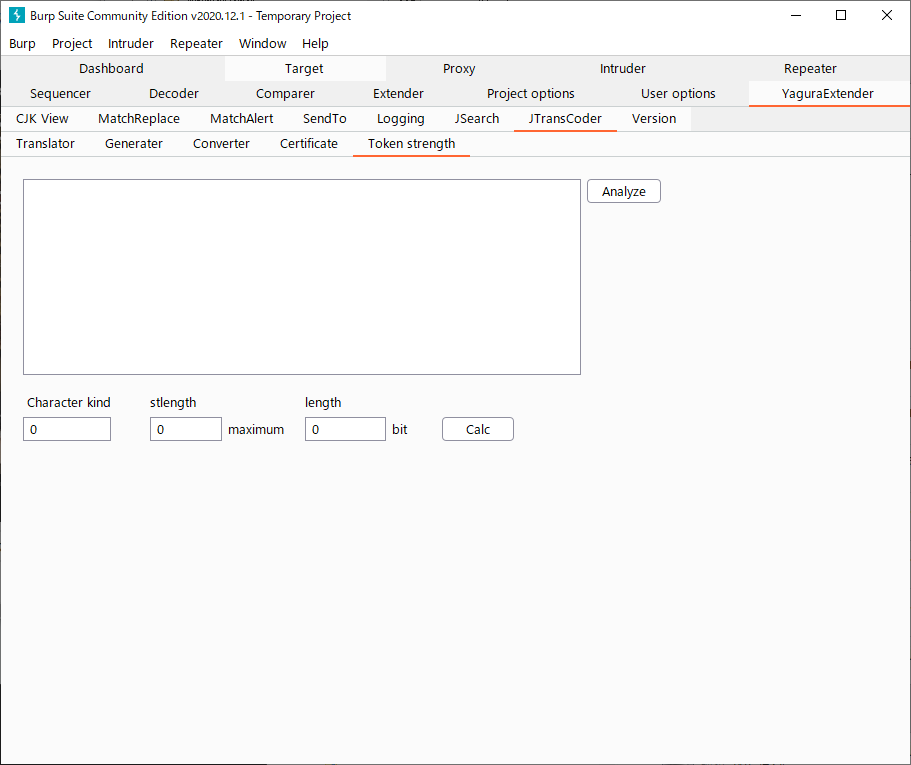 Burp Suite Community Edition v2020.12.1 - Temporary Project
Burp Project Intruder Repeater Window Help
Dashboard Target Proxy Intruder Repeater
Sequencer Decoder Comparer Extender Project options User options YaguraExtender
CJK View MatchReplace MatchAlert SendTo Logging JSearch JTransCoder Version
Translator Generater Converter Certificate Token strength
Analyze
Character kind stlength length
0 0 maximum 0 bit Calc